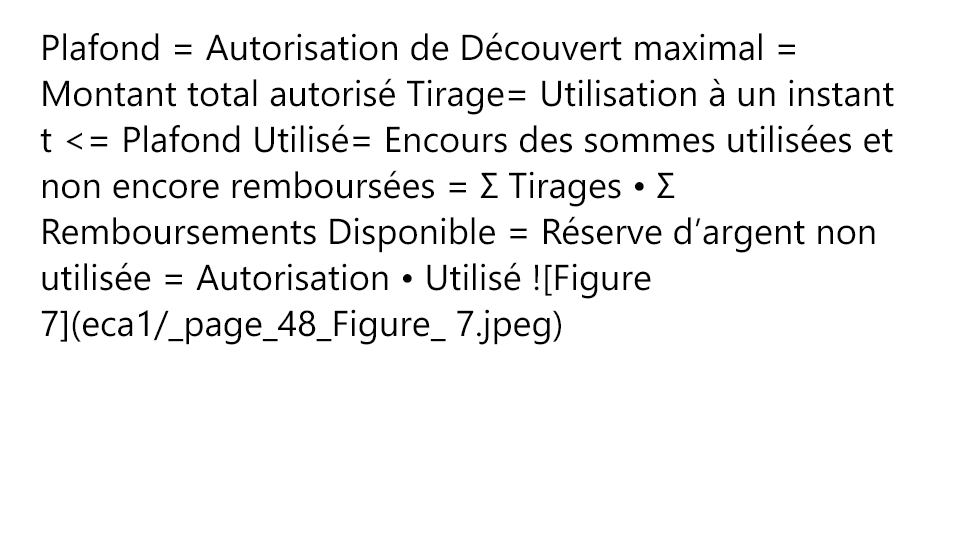 Plafond = Autorisation de Découvert maximal =
Montant total autorisé Tirage= Utilisation à un instant
t <= Plafond Utilisé= Encours des sommes utilisées et
non encore remboursées = Σ Tirages • Σ
Remboursements Disponible = Réserve d’argent non
utilisée = Autorisation • Utilisé ![Figure
7](eca1/_page_48_Figure_ 7.jpeg)